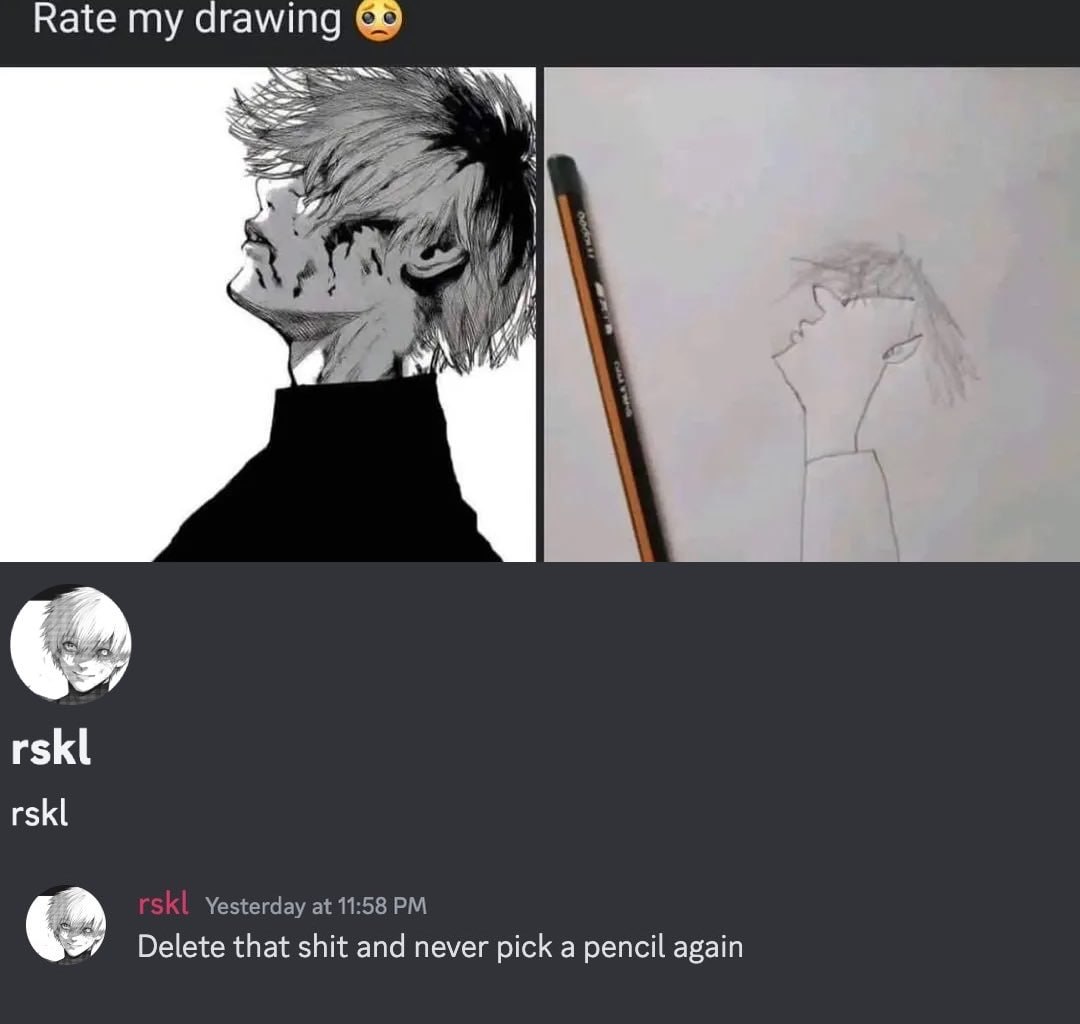 Rate my drawing 🥺
rskl
rskl
rskl Yesterday at 11:58 PM
Delete that shit and never pick a pencil again